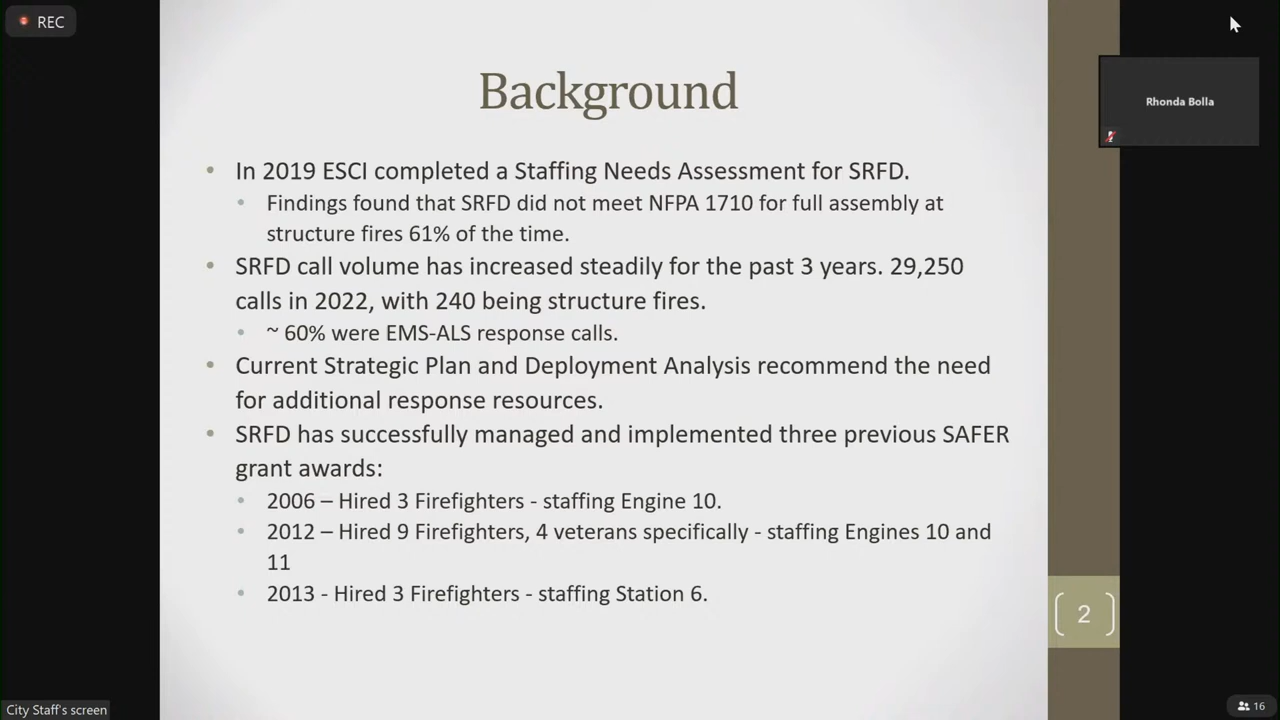 REC
Background
Rhonda Bolla
• In 2019 ESCI completed a Staffing Needs Assessment for SRFD.
• Findings found that SRFD did not meet NFPA 1710 for full assembly at
structure fires 61% of the time.
• SRFD call volume has increased steadily for the past 3 years. 29,250
calls in 2022, with 240 being structure fires.
• ~ 60% were EMS-ALS response calls.
• Current Strategic Plan and Deployment Analysis recommend the need
for additional response resources.
• SRFD has successfully managed and implemented three previous SAFER
grant awards:
• 2006 – Hired 3 Firefighters - staffing Engine 10.
• 2012 – Hired 9 Firefighters, 4 veterans specifically - staffing Engines 10 and
11
• 2013 - Hired 3 Firefighters - staffing Station 6.
2
City Staff's screen
16